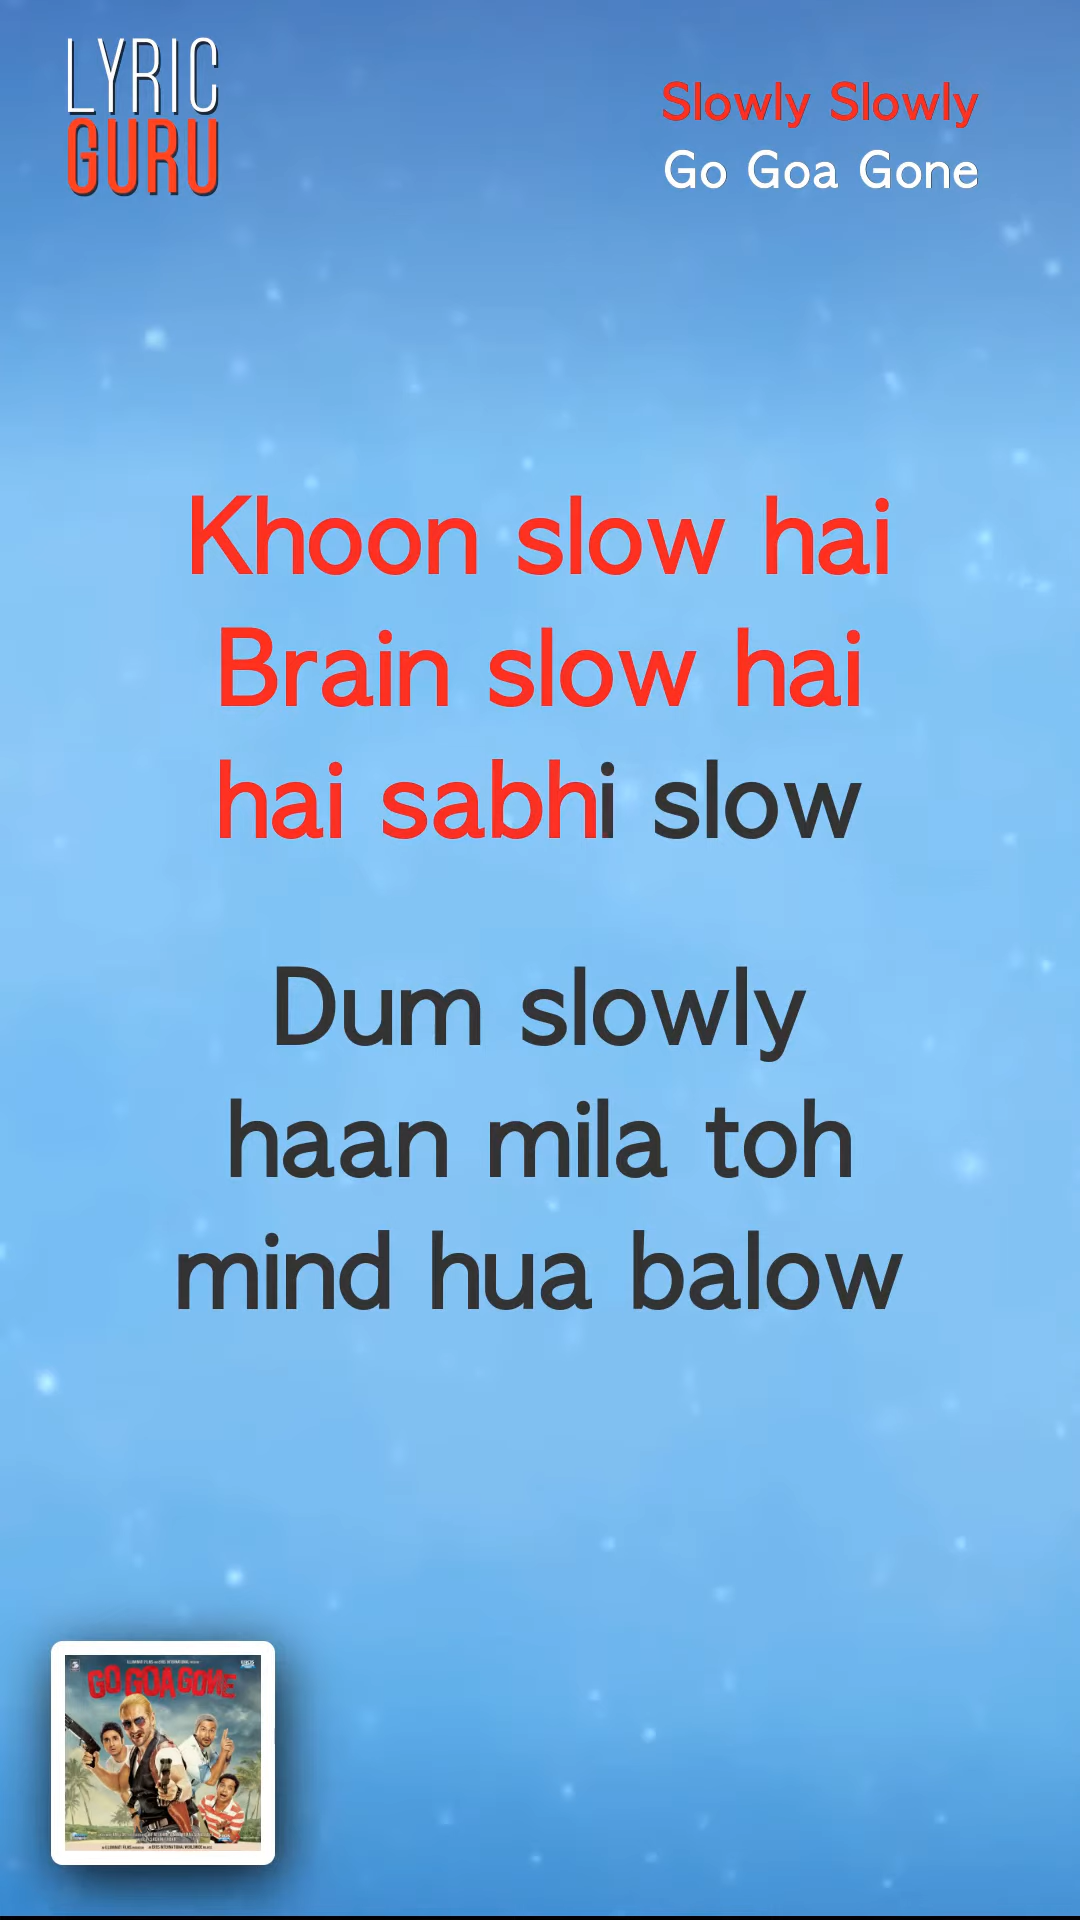 LYRIC
GURU
Slowly Slowly
Go Goa Gone
Khoon slow hai
Brain slow hai
hai sabhi slow
Dum slowly
haan mila toh
mind hua balow
GO GOA GONE